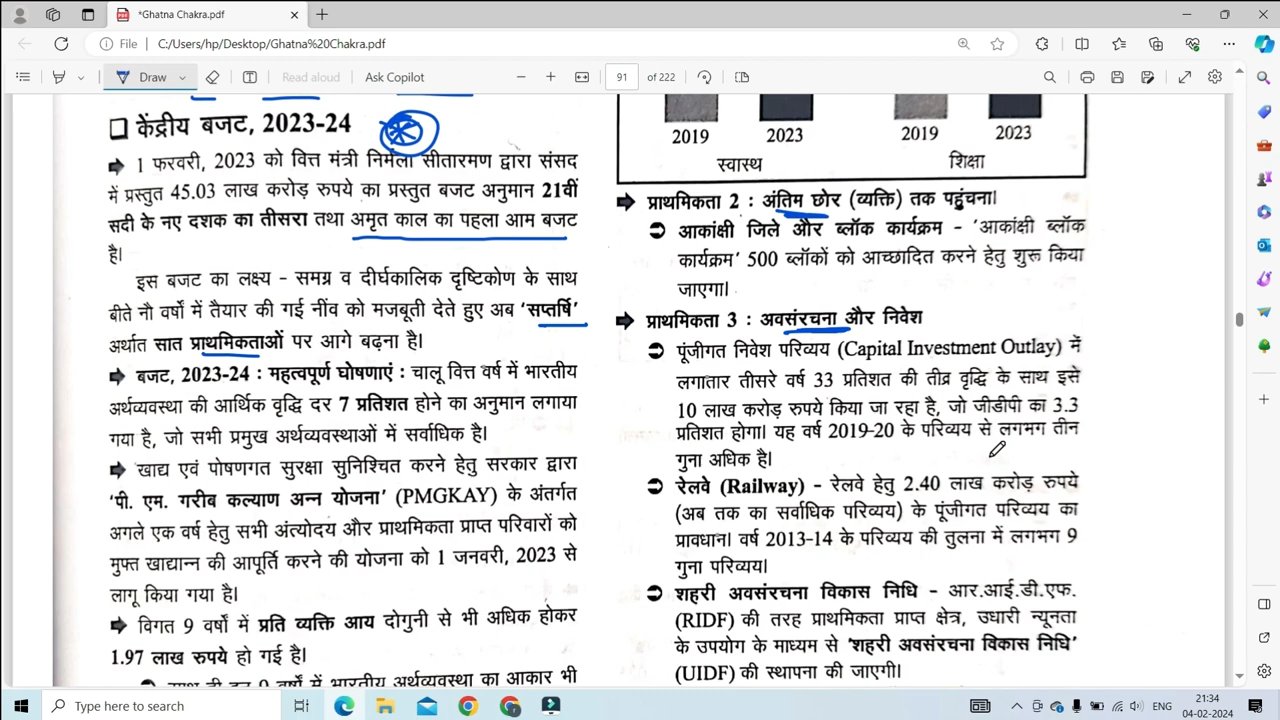 *Ghatna Chakra.pdf
File
C:/Users/hp/Desktop/Ghatna%20Chakra.pdf
Draw
Read aloud
Ask Copilot
91
of 222
❑ केंद्रीय बजट, 2023-24
1 फरवरी, 2023 को वित्त मंत्री निर्मला सीतारमण द्वारा संसद
में प्रस्तुत 45.03 लाख करोड़ रुपये का प्रस्तुत बजट अनुमान 21वीं
सदी के नए दशक का तीसरा तथा अमृत काल का पहला आम बजट
है।
इस बजट का लक्ष्य - समग्र व दीर्घकालिक दृष्टिकोण के साथ
बीते नौ वर्षों में तैयार की गई नींव को मजबूती देते हुए अब 'सप्तर्षि'
अर्थात सात प्राथमिकताओं पर आगे बढ़ना है।
बजट, 2023-24 : महत्वपूर्ण घोषणाएं : चालू वित्त वर्ष में भारतीय
अर्थव्यवस्था की आर्थिक वृद्धि दर 7 प्रतिशत होने का अनुमान लगाया
गया है, जो सभी प्रमुख अर्थव्यवस्थाओं में सर्वाधिक है।
खाद्य एवं पोषणगत सुरक्षा सुनिश्चित करने हेतु सरकार द्वारा
'पी. एम. गरीब कल्याण अन्न योजना' (PMGKAY) के अंतर्गत
अगले एक वर्ष हेतु सभी अंत्योदय और प्राथमिकता प्राप्त परिवारों को
मुफ्त खाद्यान्न की आपूर्ति करने की योजना को 1 जनवरी, 2023 से
लागू किया गया है।
विगत 9 वर्षों में प्रति व्यक्ति आय दोगुनी से भी अधिक होकर
1.97 लाख रुपये हो गई है।
साथ ही इन 9 वर्षों में भारतीय अर्थव्यवस्था का आकार भी
2019 2023 2019 2023
स्वास्थ शिक्षा
प्राथमिकता 2 : अंतिम छोर (व्यक्ति) तक पहुंचना।
आकांक्षी जिले और ब्लॉक कार्यक्रम - 'आकांक्षी ब्लॉक
कार्यक्रम' 500 ब्लॉकों को आच्छादित करने हेतु शुरू किया
जाएगा।
प्राथमिकता 3 : अवसंरचना और निवेश
पूंजीगत निवेश परिव्यय (Capital Investment Outlay) में
लगातार तीसरे वर्ष 33 प्रतिशत की तीव्र वृद्धि के साथ इसे
10 लाख करोड़ रुपये किया जा रहा है, जो जीडीपी का 3.3
प्रतिशत होगा। यह वर्ष 2019-20 के परिव्यय से लगभग तीन
गुना अधिक है।
रेलवे (Railway) - रेलवे हेतु 2.40 लाख करोड़ रुपये
(अब तक का सर्वाधिक परिव्यय) के पूंजीगत परिव्यय का
प्रावधान। वर्ष 2013-14 के परिव्यय की तुलना में लगभग 9
गुना परिव्यय।
शहरी अवसंरचना विकास निधि - आर.आई.डी.एफ.
(RIDF) की तरह प्राथमिकता प्राप्त क्षेत्र, उधारी न्यूनता
के उपयोग के माध्यम से 'शहरी अवसंरचना विकास निधि'
(UIDF) की स्थापना की जाएगी।
Type here to search
ENG
21:34
04-02-2024